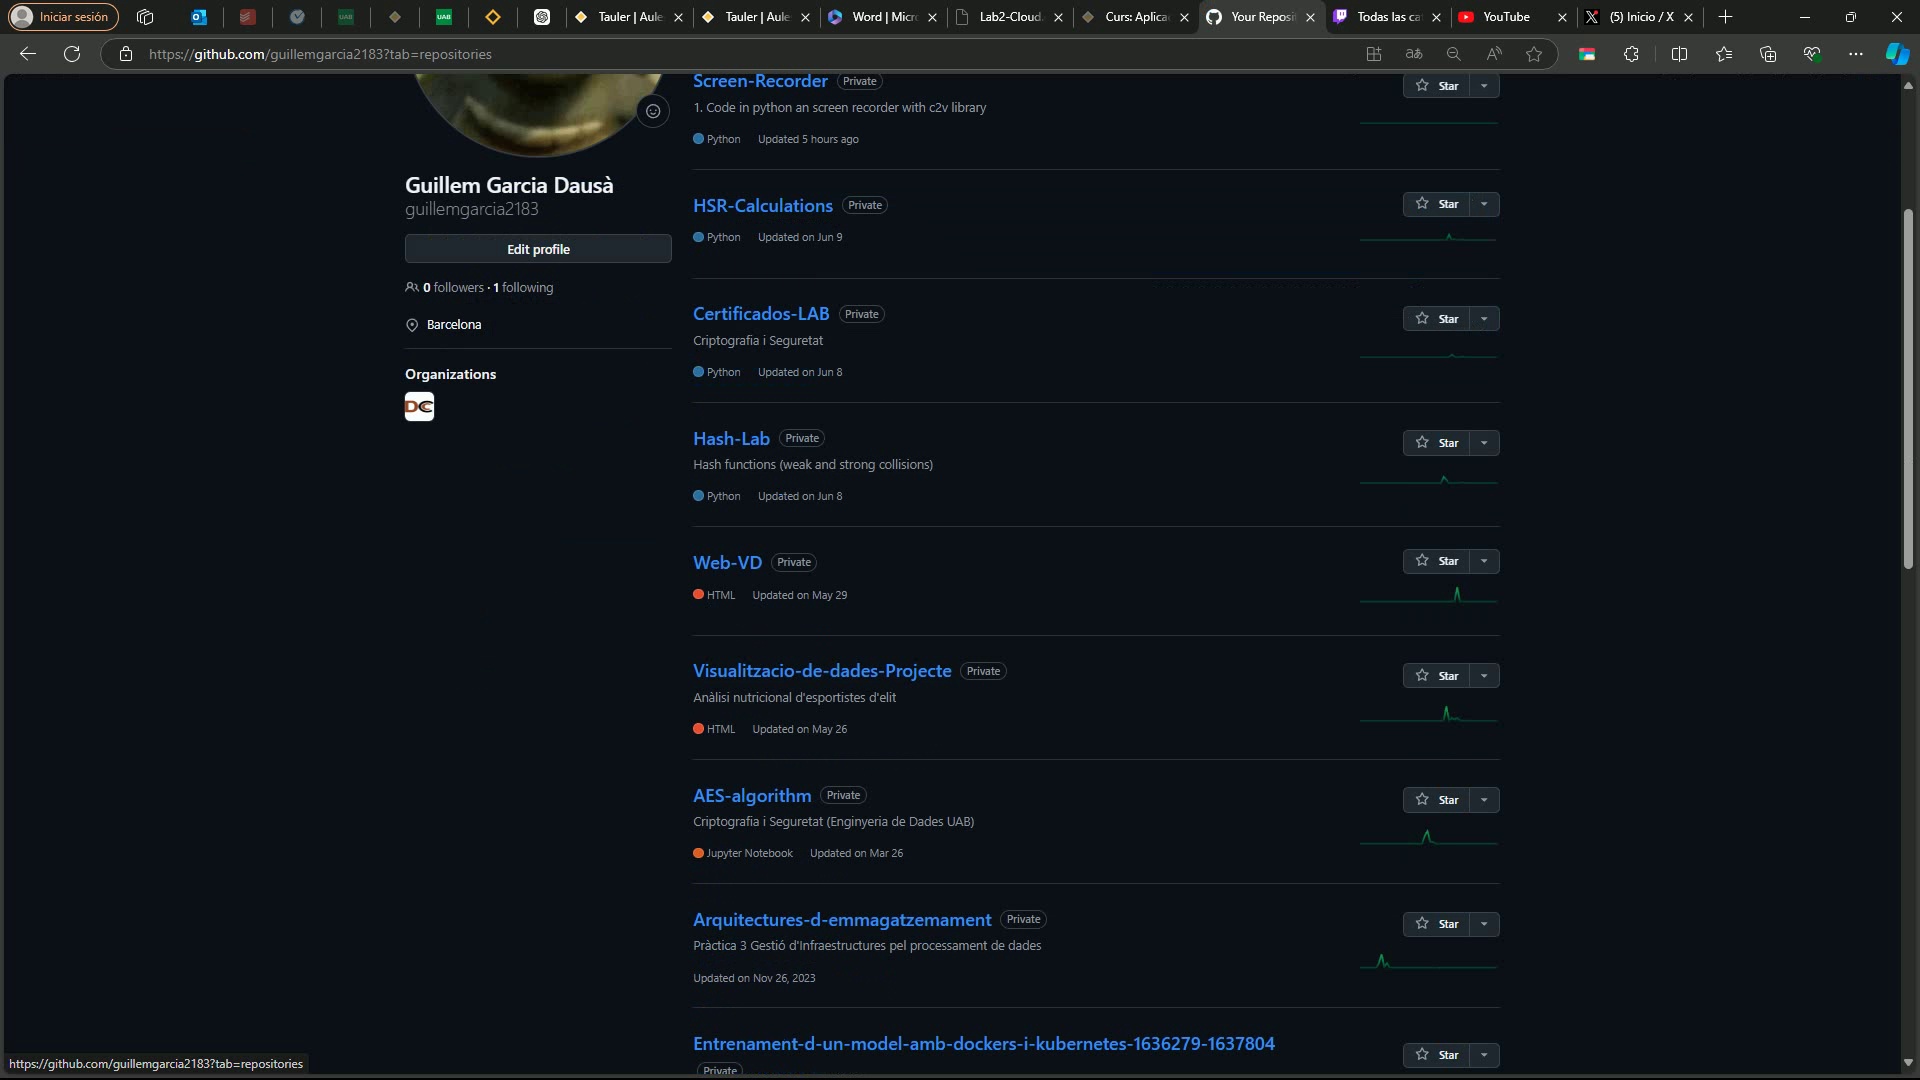 Iniciar sesión
UAB
UAB
Tauler | Aule
Tauler | Aule
Word | Micr
Lab2-Cloud.
Curs: Aplica
Your Reposit
Todas las ca
YouTube
(5) Inicio / X
https://github.com/guillemgarcia2183?tab=repositories
Guillem Garcia Dausà
guillemgarcia2183
Edit profile
0 followers · 1 following
Barcelona
Organizations
DC
Screen-Recorder Private
Star
1. Code in python an screen recorder with c2v library
Python Updated 5 hours ago
HSR-Calculations Private
Star
Python Updated on Jun 9
Certificados-LAB Private
Star
Criptografia i Seguretat
Python Updated on Jun 8
Hash-Lab Private
Star
Hash functions (weak and strong collisions)
Python Updated on Jun 8
Web-VD Private
Star
HTML Updated on May 29
Visualitzacio-de-dades-Projecte Private
Star
Anàlisi nutricional d'esportistes d'elit
HTML Updated on May 26
AES-algorithm Private
Star
Criptografia i Seguretat (Enginyeria de Dades UAB)
Jupyter Notebook Updated on Mar 26
Arquitectures-d-emmagatzemament Private
Star
Pràctica 3 Gestió d'Infraestructures pel processament de dades
Updated on Nov 26, 2023
Entrenament-d-un-model-amb-dockers-i-kubernetes-1636279-1637804
Star
Private
https://github.com/guillemgarcia2183?tab=repositories